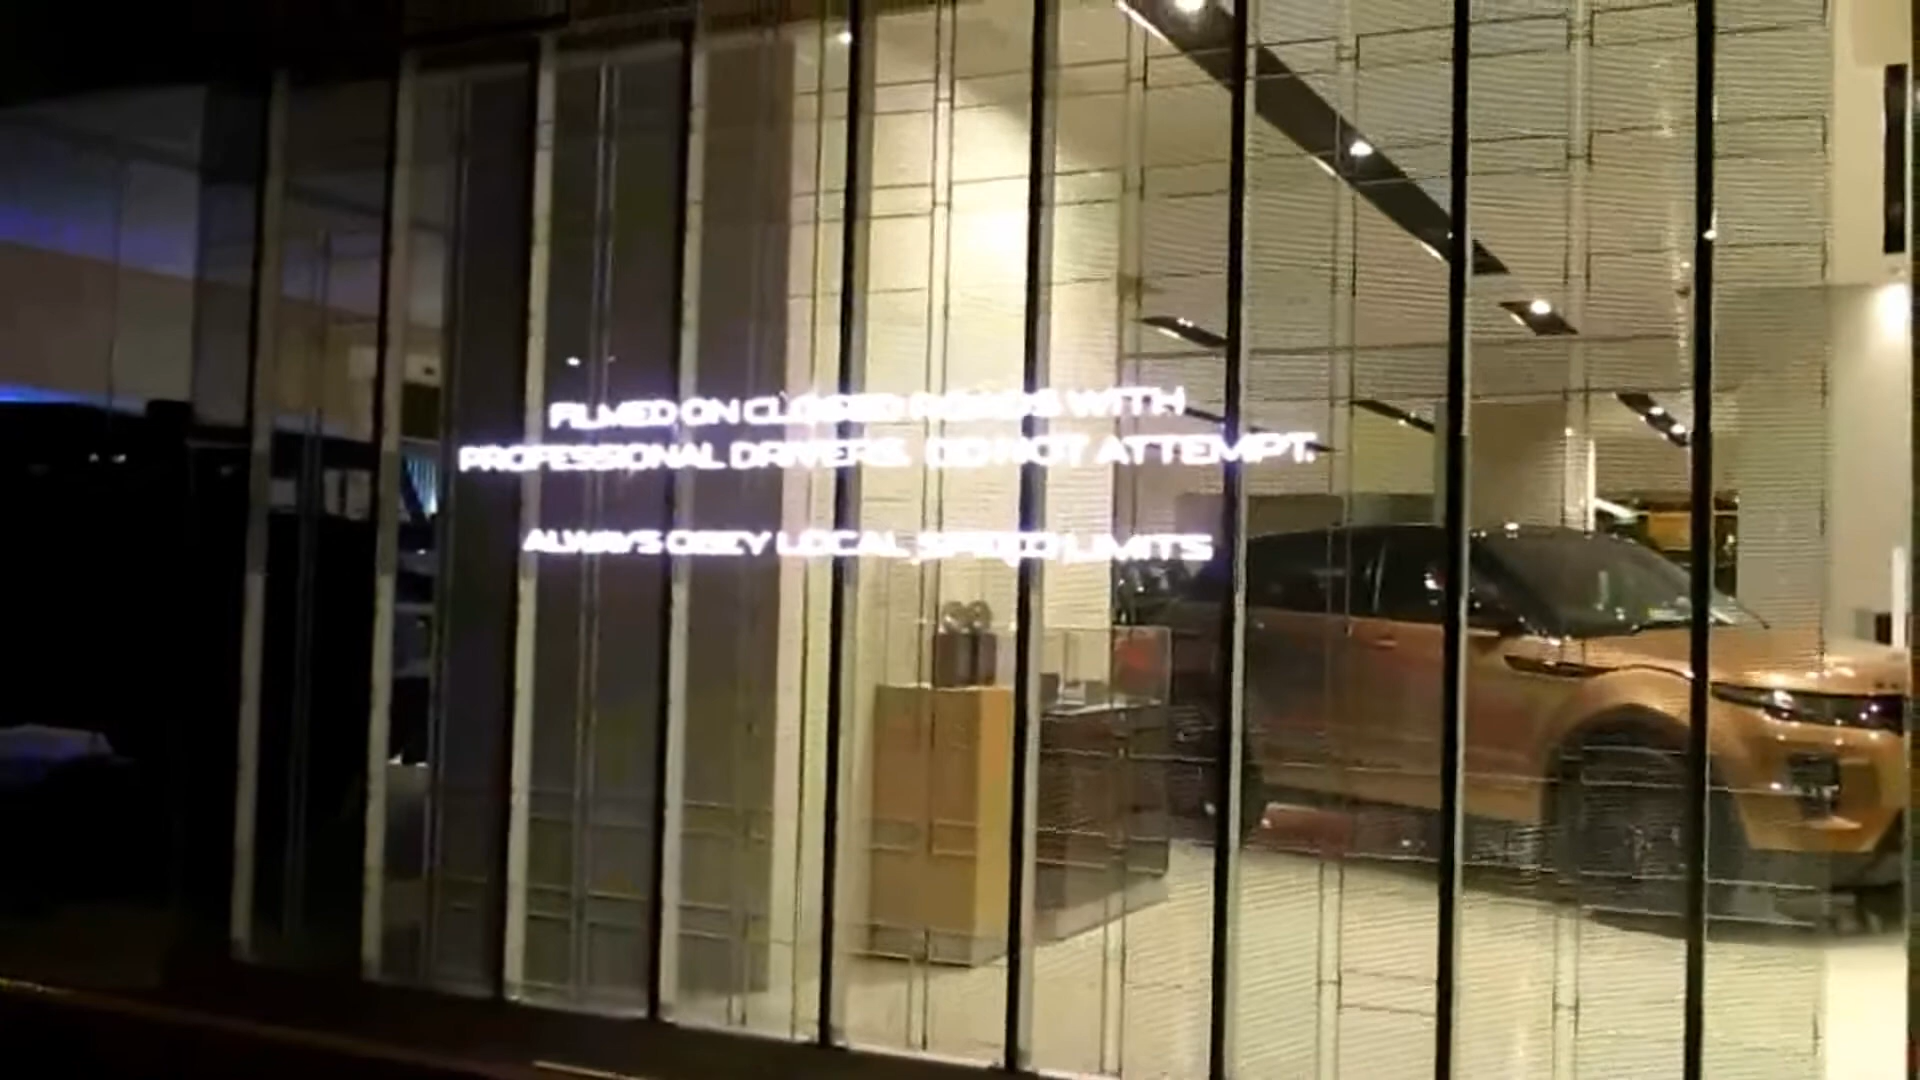 FILMED ON CLOSED ROADS WITH
PROFESSIONAL DRIVERS. DO NOT ATTEMPT.
ALWAYS OBEY LOCAL SPEED LIMITS